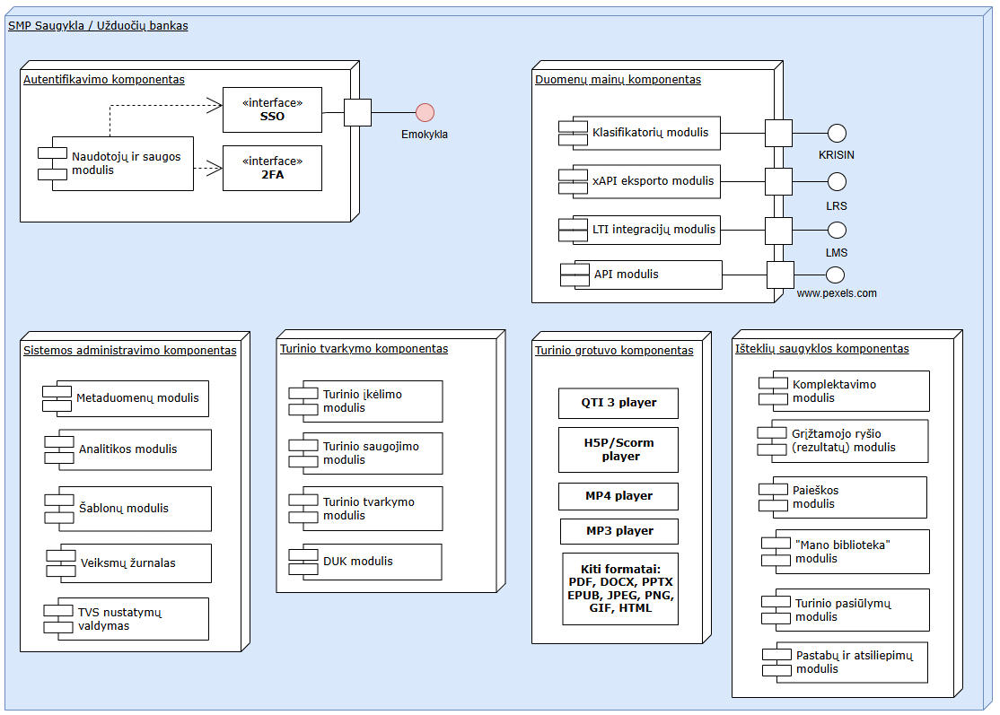 SMP Saugykla / Užduočių bankas
Autentifikavimo komponentas
«interface»
SSO
Naudotojų ir saugos
modulis
«interface»
2FA
Emokykla
Duomenų mainų komponentas
Klasifikatorių modulis
KRISIN
xAPI eksporto modulis
LRS
LTI integracijų modulis
LMS
API modulis
www.pexels.com
Sistemos administravimo komponentas
Metaduomenų modulis
Analitikos modulis
Šablonų modulis
Veiksmų žurnalas
TVS nustatymų
valdymas
Turinio tvarkymo komponentas
Turinio įkėlimo
modulis
Turinio saugojimo
modulis
Turinio tvarkymo
modulis
DUK modulis
Turinio grotuvo komponentas
QTI 3 player
H5P/Scorm
player
MP4 player
MP3 player
Kiti formatai:
PDF, DOCX, PPTX
EPUB, JPEG, PNG,
GIF, HTML
Išteklių saugyklos komponentas
Komplektavimo
modulis
Grįžtamojo ryšio
(rezultatų) modulis
Paieškos
modulis
"Mano biblioteka"
modulis
Turinio pasiūlymų
modulis
Pastabų ir atsiliepimų
modulis